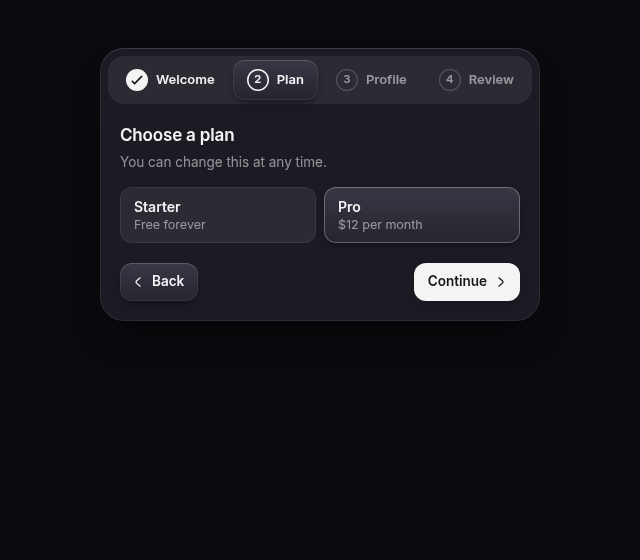 Welcome
2 Plan
3 Profile
4 Review
Choose a plan
You can change this at any time.
Starter
Free forever
Pro
$12 per month
Back
Continue